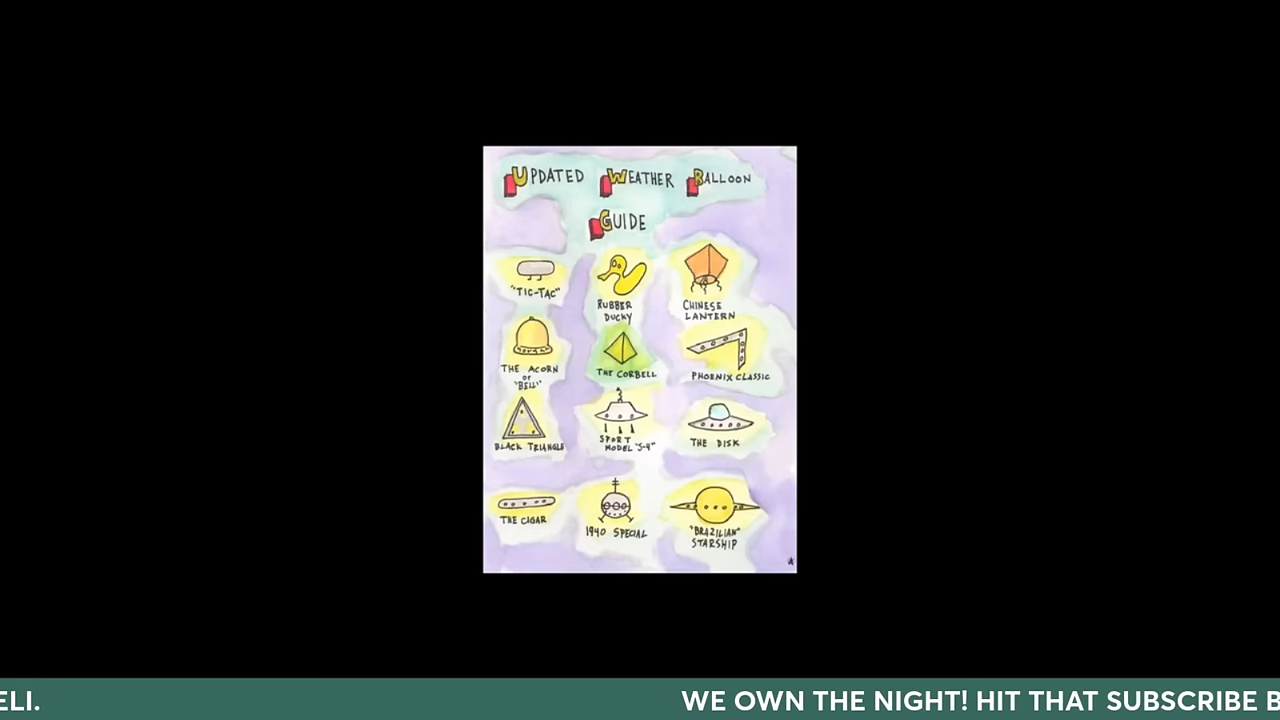 UPDATED WEATHER BALLOON
GUIDE
"TIC-TAC"
RUBBER
DUCKY
CHINESE
LANTERN
THE ACORN
or
"BELL"
THE CORBELL
PHOENIX CLASSIC
BLACK TRIANGLE
SPORT
MODEL "S-4"
THE DISK
THE CIGAR
1940 SPECIAL
"BRAZILIAN"
STARSHIP
ELI. WE OWN THE NIGHT! HIT THAT SUBSCRIBE B